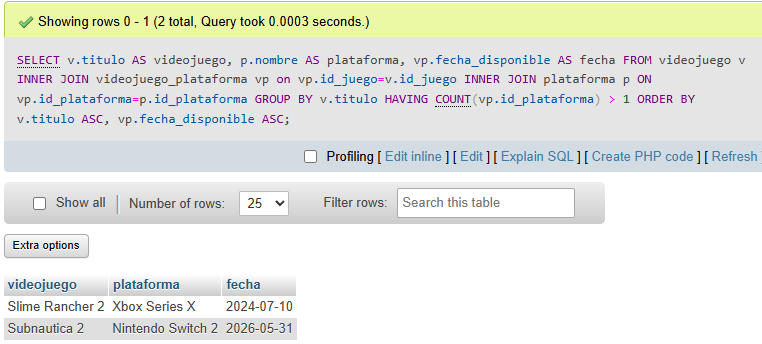 Showing rows 0 - 1 (2 total, Query took 0.0003 seconds.)
SELECT v.titulo AS videojuego, p.nombre AS plataforma, vp.fecha_disponible AS fecha FROM videojuego v
INNER JOIN videojuego_plataforma vp on vp.id_juego=v.id_juego INNER JOIN plataforma p ON
vp.id_plataforma=p.id_plataforma GROUP BY v.titulo HAVING COUNT(vp.id_plataforma) > 1 ORDER BY
v.titulo ASC, vp.fecha_disponible ASC;
Profiling [ Edit inline ] [ Edit ] [ Explain SQL ] [ Create PHP code ] [ Refresh ]
Show all Number of rows: 25 Filter rows: Search this table
Extra options
videojuego plataforma fecha
Slime Rancher 2 Xbox Series X 2024-07-10
Subnautica 2 Nintendo Switch 2 2026-05-31